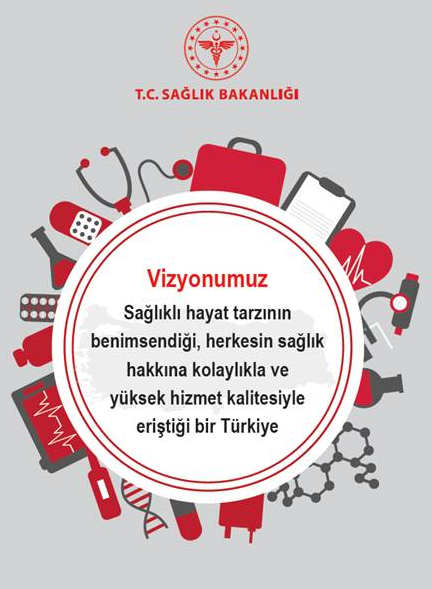 T.C. SAĞLIK BAKANLIĞI
Vizyonumuz
Sağlıklı hayat tarzının
benimsendiği, herkesin sağlık
hakkına kolaylıkla ve
yüksek hizmet kalitesiyle
eriştiği bir Türkiye